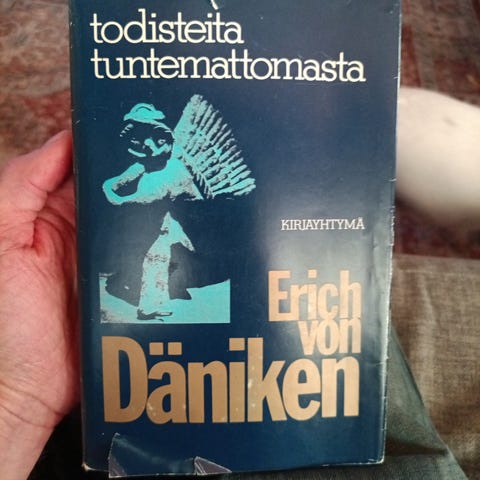 todisteita
tuntemattomasta
KIRJAYHTYMÄ
Erich
von
Däniken